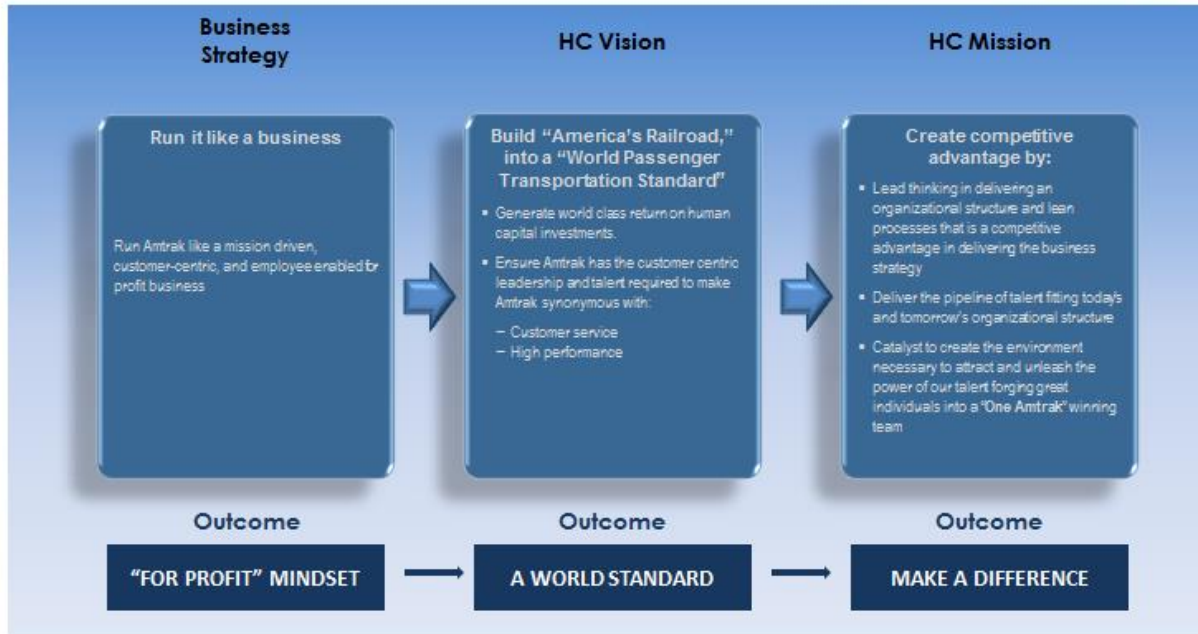 Business
Strategy
HC Vision
HC Mission
Run it like a business
Run Amtrak like a mission driven,
customer-centric, and employee enabled for
profit business
Build “America’s Railroad,”
into a “World Passenger
Transportation Standard”
▪ Generate world class return on human
capital investments.
▪ Ensure Amtrak has the customer centric
leadership and talent required to make
Amtrak synonymous with:
– Customer service
– High performance
Create competitive
advantage by:
▪ Lead thinking in delivering an
organizational structure and lean
processes that is a competitive
advantage in delivering the business
strategy
▪ Deliver the pipeline of talent fitting today's
and tomorrow's organizational structure
▪ Catalyst to create the environment
necessary to attract and unleash the
power of our talent forging great
individuals into a "One Amtrak" winning
team
Outcome
Outcome
Outcome
“FOR PROFIT” MINDSET
A WORLD STANDARD
MAKE A DIFFERENCE